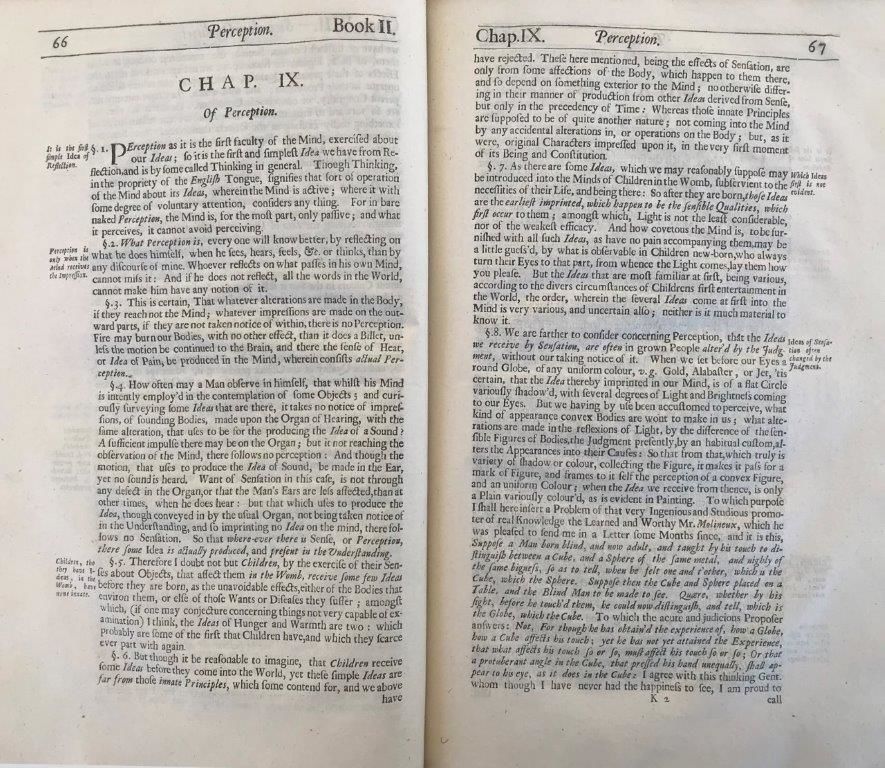 66 Perception. Book II.
CHAP. IX.
Of Perception.
It is the first
simple Idea of
Reflection.
§. 1. PErception as it is the first faculty of the Mind, exercised about
our Ideas; so it is the first and simplest Idea we have from Re-
flection, and is by some called Thinking in general. Though Thinking,
in the propriety of the English Tongue, signifies that sort of operation
of the Mind about its Ideas, wherein the Mind is active; where it with
some degree of voluntary attention, considers any thing. For in bare
naked Perception, the Mind is, for the most part, only passive; and what
it perceives, it cannot avoid perceiving.
Perception is
only when the
Mind receives
the Impression.
§. 2. What Perception is, every one will know better, by reflecting on
what he does himself, when he sees, hears, feels, &c. or thinks, than by
any discourse of mine. Whoever reflects on what passes in his own Mind,
cannot miss it: And if he does not reflect, all the words in the World,
cannot make him have any notion of it.
§. 3. This is certain, That whatever alterations are made in the Body,
if they reach not the Mind; whatever impressions are made on the out-
ward parts, if they are not taken notice of within, there is no Perception.
Fire may burn our Bodies, with no other effect, than it does a Billet, un-
less the motion be continued to the Brain, and there the sense of Heat,
or Idea of Pain, be produced in the Mind, wherein consists actual Per-
ception.
§. 4. How often may a Man observe in himself, that whilst his Mind
is intently employ'd in the contemplation of some Objects; and curi-
ously surveying some Ideas that are there, it takes no notice of impres-
sions, of sounding Bodies, made upon the Organ of Hearing, with the
same alteration, that uses to be for the producing the Idea of a Sound?
A sufficient impulse there may be on the Organ; but it not reaching the
observation of the Mind, there follows no perception: And though the
motion, that uses to produce the Idea of Sound, be made in the Ear,
yet no sound is heard. Want of Sensation in this case, is not through
any defect in the Organ, or that the Man's Ears are less affected, than at
other times, when he does hear: but that which uses to produce the
Idea, though conveyed in by the usual Organ, not being taken notice of
in the Understanding, and so imprinting no Idea on the mind, there fol-
lows no Sensation. So that where-ever there is Sense, or Perception,
there some Idea is actually produced, and present in the Understanding.
Children, tho
they have I-
deas, in the
Womb, have
none innate.
§. 5. Therefore I doubt not but Children, by the exercise of their Sen-
ses about Objects, that affect them in the Womb, receive some few Ideas
before they are born, as the unavoidable effects, either of the Bodies that
environ them, or else of those Wants or Diseases they suffer; amongst
which, (if one may conjecture concerning things not very capable of ex-
amination) I think, the Ideas of Hunger and Warmth are two: which
probably are some of the first that Children have, and which they scarce
ever part with again.
§. 6. But though it be reasonable to imagine, that Children receive
some Ideas before they come into the World, yet these simple Ideas are
far from those innate Principles, which some contend for, and we above
have
Chap. IX. Perception. 67
have rejected. These here mentioned, being the effects of Sensation, are
only from some affections of the Body, which happen to them there,
and so depend on something exterior to the Mind; no otherwise differ-
ing in their manner of production from other Ideas derived from Sense,
but only in the precedency of Time: Whereas those innate Principles
are supposed to be of quite another nature; not coming into the Mind
by any accidental alterations in, or operations on the Body; but, as it
were, original Characters impressed upon it, in the very first moment
of its Being and Constitution.
§. 7. As there are some Ideas, which we may reasonably suppose may
be introduced into the Minds of Children in the Womb, subservient to the
necessities of their Life, and being there: So after they are born, those Ideas
are the earliest imprinted, which happen to be the sensible Qualities, which
first occur to them; amongst which, Light is not the least considerable,
nor of the weakest efficacy. And how covetous the Mind is, to be fur-
nished with all such Ideas, as have no pain accompanying them, may be
a little guess'd, by what is observable in Children new-born, who always
turn their Eyes to that part, from whence the Light comes, lay them how
you please. But the Ideas that are most familiar at first, being various,
according to the divers circumstances of Childrens first entertainment in
the World, the order, wherein the several Ideas come at first into the
Mind is very various, and uncertain also; neither is it much material to
know it.
Which Ideas
first is not
evident.
§. 8. We are farther to consider concerning Perception, that the Ideas
we receive by Sensation, are often in grown People alter'd by the Judg-
ment, without our taking notice of it. When we set before our Eyes a
round Globe, of any uniform colour, v. g. Gold, Alabaster, or Jet, 'tis
certain, that the Idea thereby imprinted in our Mind, is of a flat Circle
variously shadow'd, with several degrees of Light and Brightness coming
to our Eyes. But we having by use been accustomed to perceive, what
kind of appearance convex Bodies are wont to make in us; what alte-
rations are made in the reflexions of Light, by the difference of the sen-
sible Figures of Bodies, the Judgment presently, by an habitual custom, al-
ters the Appearances into their Causes: So that from that, which truly is
variety of shadow or colour, collecting the Figure, it makes it pass for a
mark of Figure, and frames to it self the perception of a convex Figure,
and an uniform Colour; when the Idea we receive from thence, is only
a Plain variously colour'd, as is evident in Painting. To which purpose
I shall here insert a Problem of that very Ingenious and Studious promo-
ter of real Knowledge the Learned and Worthy Mr. Molineux, which he
was pleased to send me in a Letter some Months since; and it is this,
Suppose a Man born blind, and now adult, and taught by his touch to di-
stinguish between a Cube, and a Sphere of the same metal, and nighly of
the same bigness, so as to tell, when he felt one and t'other, which is the
Cube, which the Sphere. Suppose then the Cube and Sphere placed on a
Table, and the Blind Man to be made to see. Quære, whether by his
sight, before he touch'd them, he could now distinguish, and tell, which is
the Globe, which the Cube. To which the acute and judicious Proposer
answers: Not. For though he has obtain'd the experience of, how a Globe,
how a Cube affects his touch; yet he has not yet attained the Experience,
that what affects his touch so or so, must affect his touch so or so; Or that
a protuberant angle in the Cube, that pressed his hand unequally, shall ap-
pear to his eye, as it does in the Cube: I agree with this thinking Gent.
whom though I have never had the happiness to see, I am proud to
Ideas of Sensa-
tion often
changed by the
Judgment.
K 2 call